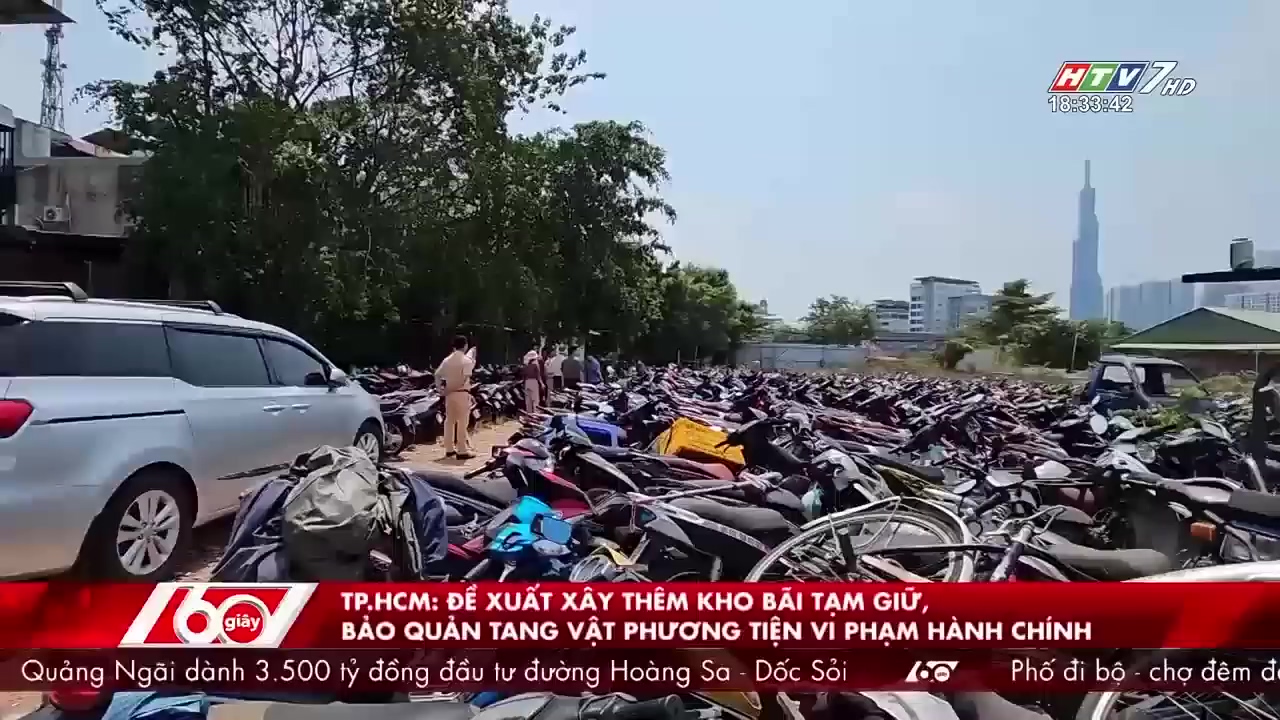 HTV7HD
18:33:42
60 giây
TP.HCM: ĐỀ XUẤT XÂY THÊM KHO BÃI TẠM GIỮ,
BẢO QUẢN TANG VẬT PHƯƠNG TIỆN VI PHẠM HÀNH CHÍNH
Quảng Ngãi dành 3.500 tỷ đồng đầu tư đường Hoàng Sa - Dốc Sỏi 60 giây Phố đi bộ - chợ đêm